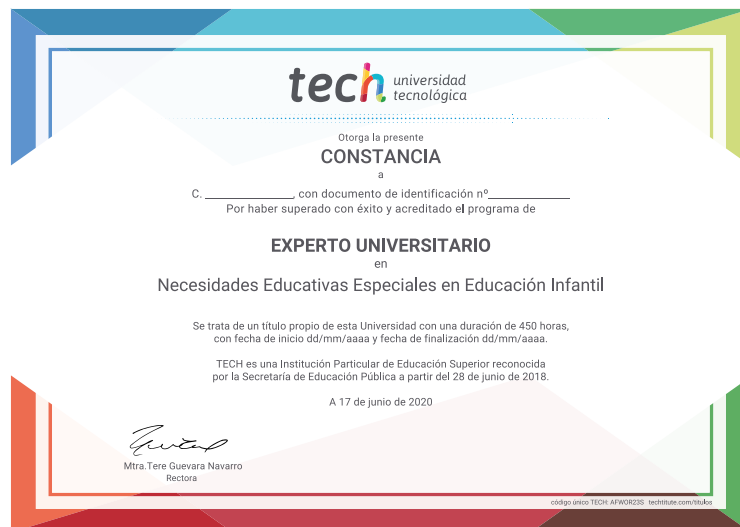 tech universidad
tecnológica
Otorga la presente
CONSTANCIA
a
C. ______________, con documento de identificación nº_____________
Por haber superado con éxito y acreditado el programa de
EXPERTO UNIVERSITARIO
en
Necesidades Educativas Especiales en Educación Infantil
Se trata de un título propio de esta Universidad con una duración de 450 horas,
con fecha de inicio dd/mm/aaaa y fecha de finalización dd/mm/aaaa.
TECH es una Institución Particular de Educación Superior reconocida
por la Secretaría de Educación Pública a partir del 28 de junio de 2018.
A 17 de junio de 2020
Mtra.Tere Guevara Navarro
Rectora
código único TECH: AFWOR23S techtitute.com/titulos